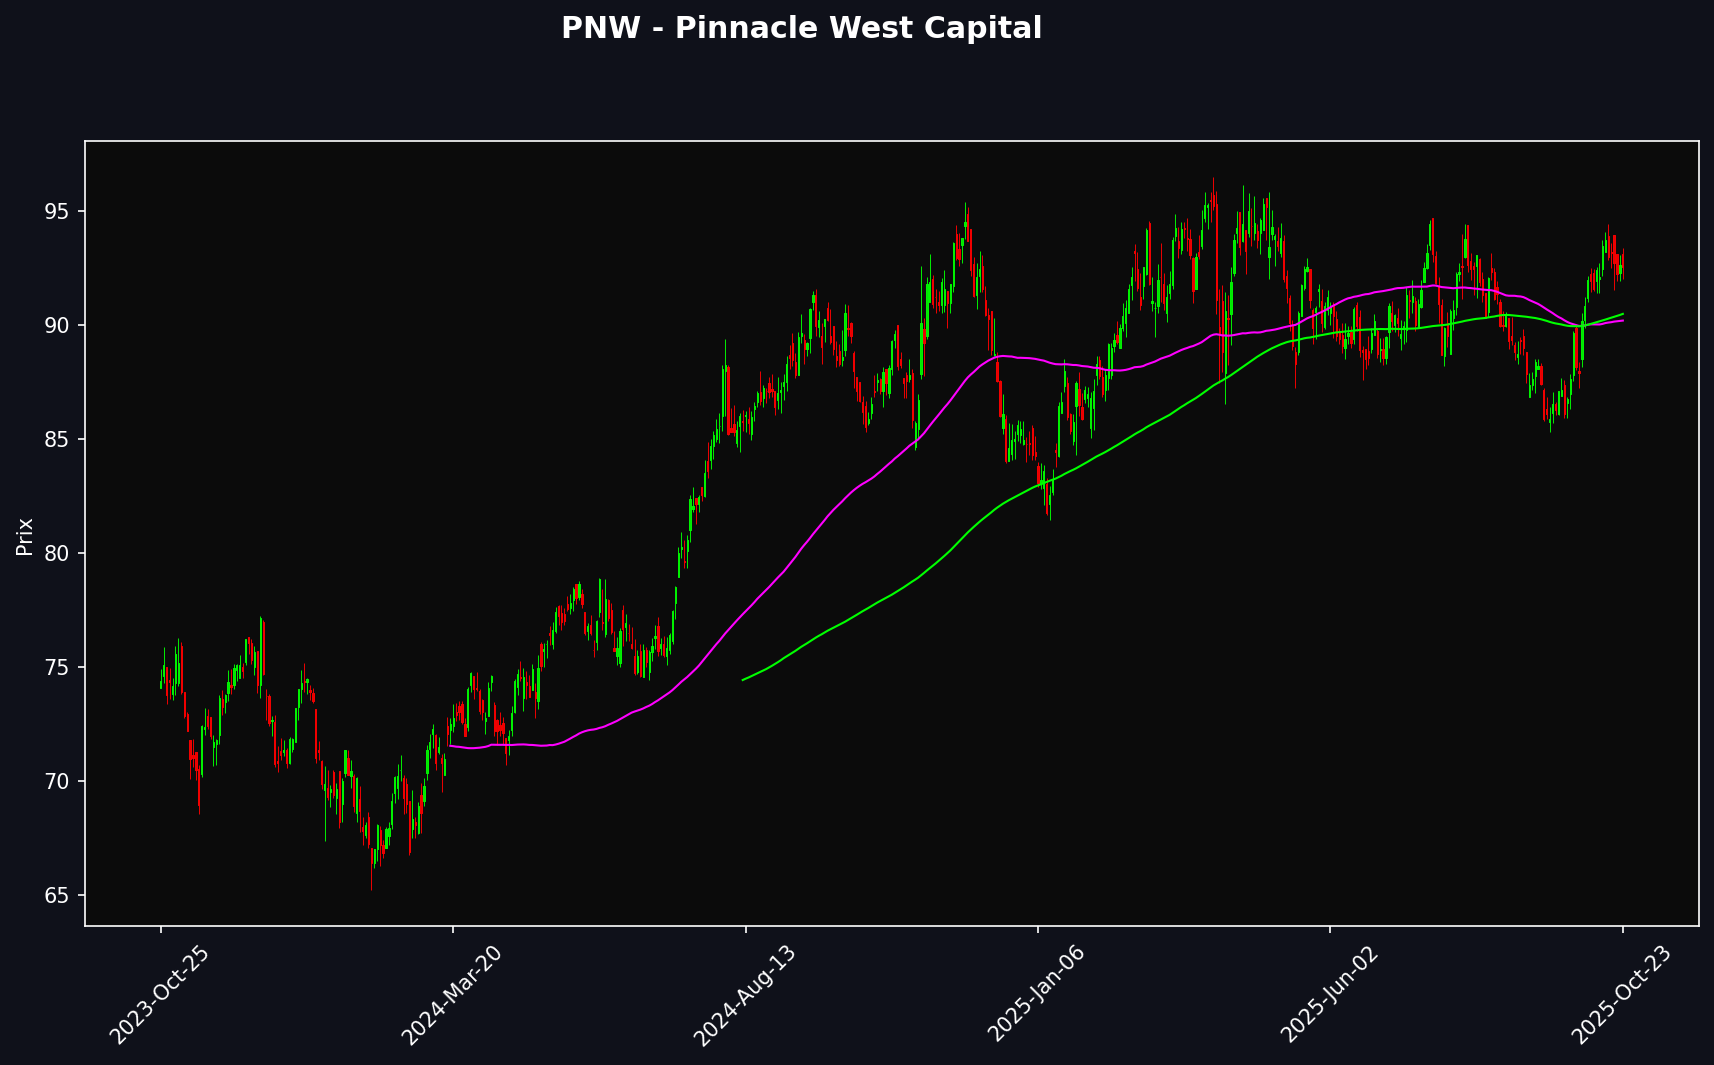 PNW - Pinnacle West Capital
Prix
95
90
85
80
75
70
65
2023-Oct-25
2024-Mar-20
2024-Aug-13
2025-Jan-06
2025-Jun-02
2025-Oct-23